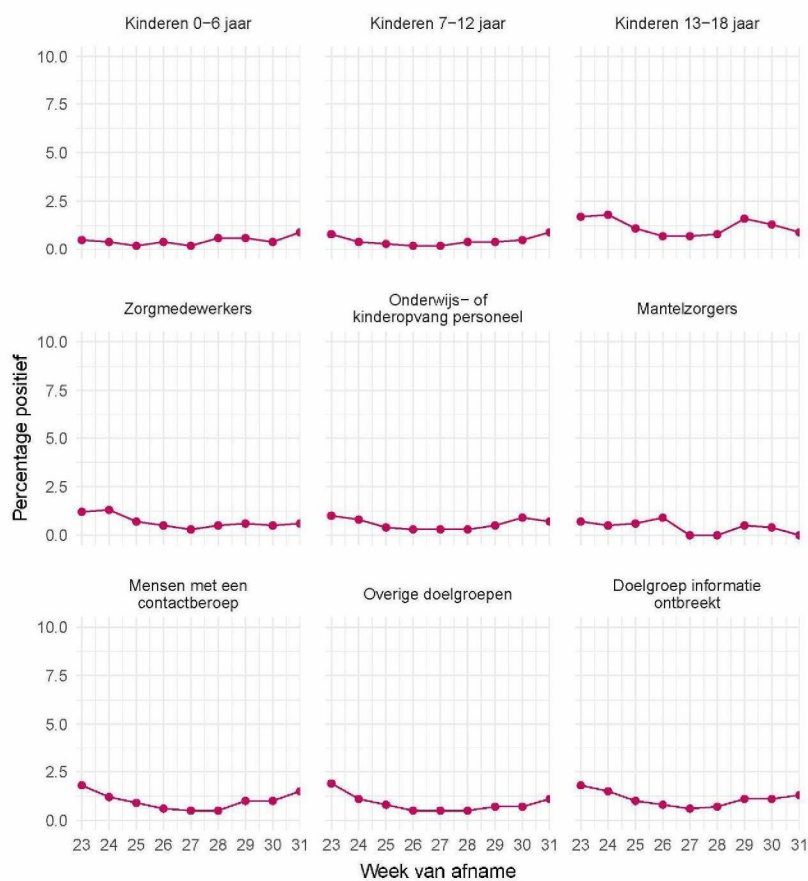 Kinderen 0−6 jaar
Kinderen 7−12 jaar
Kinderen 13−18 jaar
10.0
7.5
5.0
2.5
0.0
Zorgmedewerkers
Onderwijs− of
kinderopvang personeel
Mantelzorgers
Percentage positief
10.0
7.5
5.0
2.5
0.0
Mensen met een
contactberoep
Overige doelgroepen
Doelgroep informatie
ontbreekt
10.0
7.5
5.0
2.5
0.0
23 24 25 26 27 28 29 30 31
23 24 25 26 27 28 29 30 31
23 24 25 26 27 28 29 30 31
Week van afname